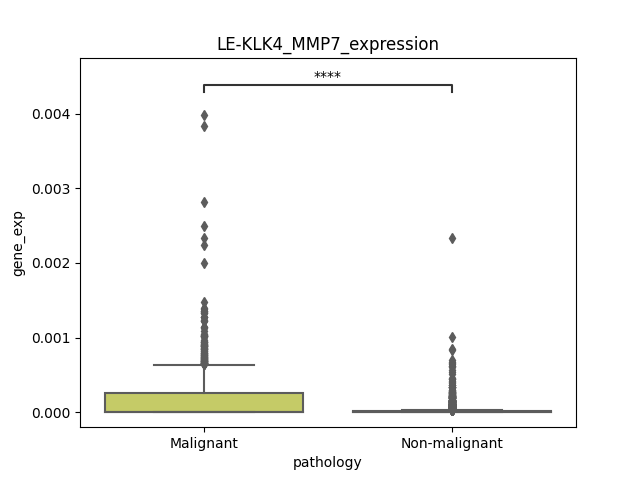 LE-KLK4_MMP7_expression
****
0.004
0.003
0.002
0.001
0.000
gene_exp
Malignant
Non-malignant
pathology